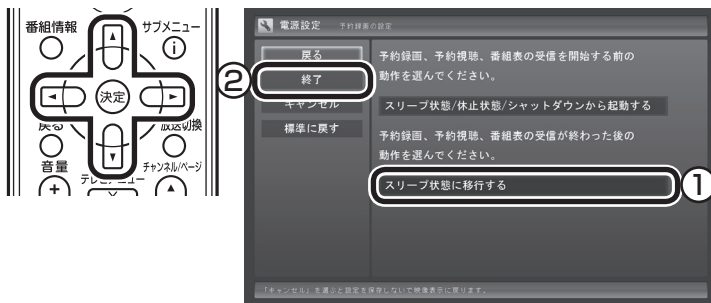 番組情報
サブメニュー
i
決定
戻る
放送切換
音量
チャンネル/ページ
テレビメニュー
+
②
電源設定 予約録画の設定
戻る
終了
キャンセル
標準に戻す
予約録画、予約視聴、番組表の受信を開始する前の
動作を選んでください。
スリープ状態/休止状態/シャットダウンから起動する
予約録画、予約視聴、番組表の受信が終わった後の
動作を選んでください。
スリープ状態に移行する
①
「キャンセル」を選ぶと設定を保存しないで映像表示に戻ります。